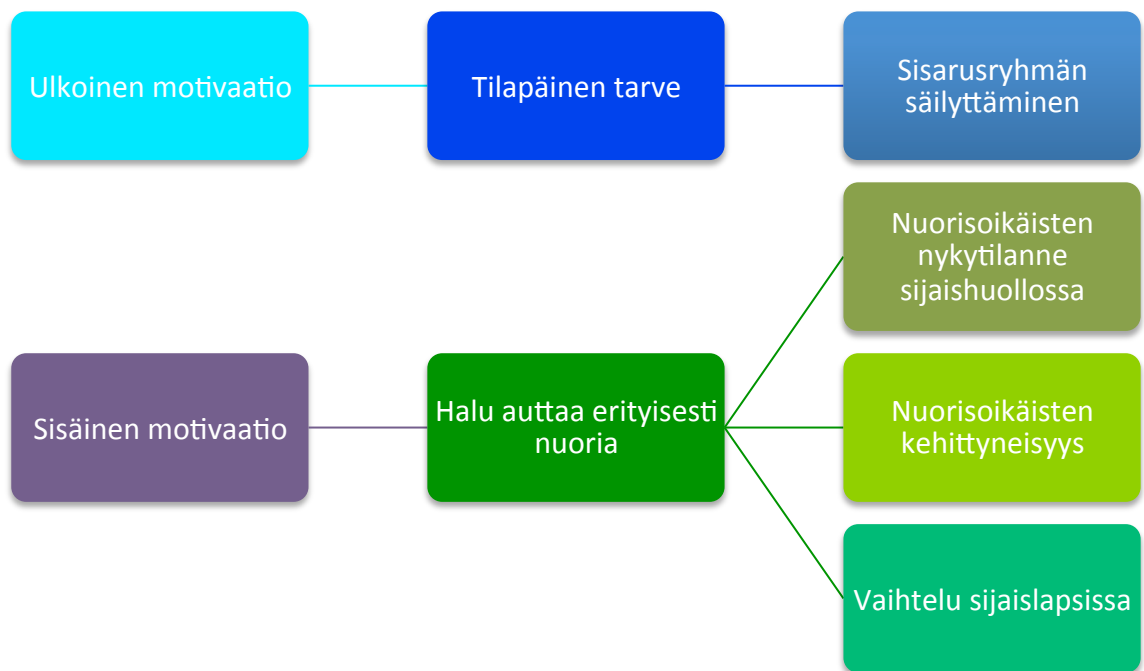 Ulkoinen motivaatio
Tilapäinen tarve
Sisarusryhmän
säilyttäminen
Nuorisoikäisten
nykytilanne
sijaishuollossa
Sisäinen motivaatio
Halu auttaa erityisesti
nuoria
Nuorisoikäisten
kehittyneisyys
Vaihtelu sijaislapsissa